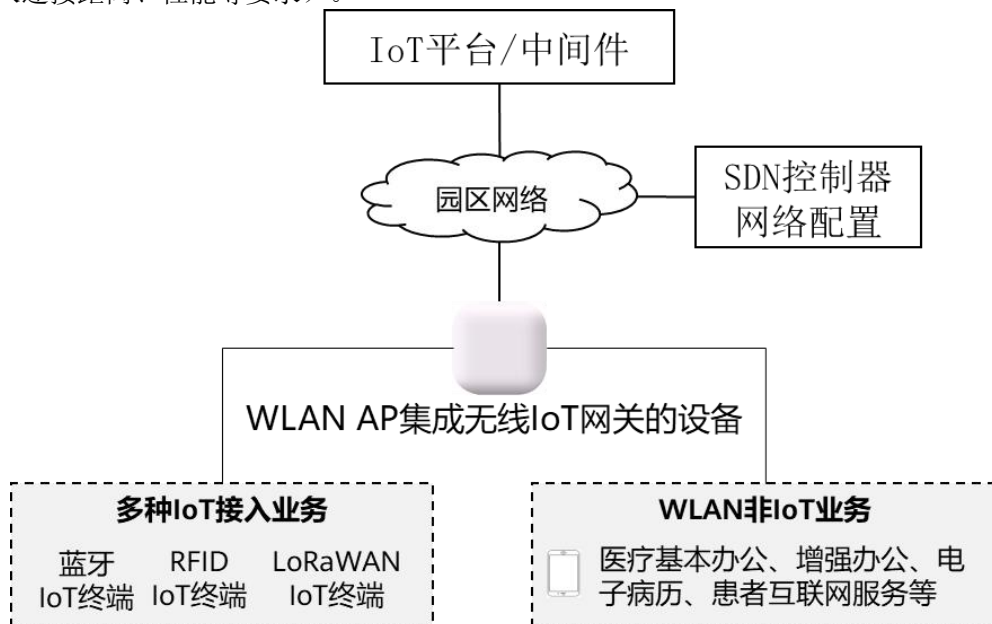 IoT平台/中间件
园区网络
SDN控制器
网络配置
WLAN AP集成无线IoT网关的设备
多种IoT接入业务
蓝牙
IoT终端
RFID
IoT终端
LoRaWAN
IoT终端
WLAN非IoT业务
医疗基本办公、增强办公、电
子病历、患者互联网服务等